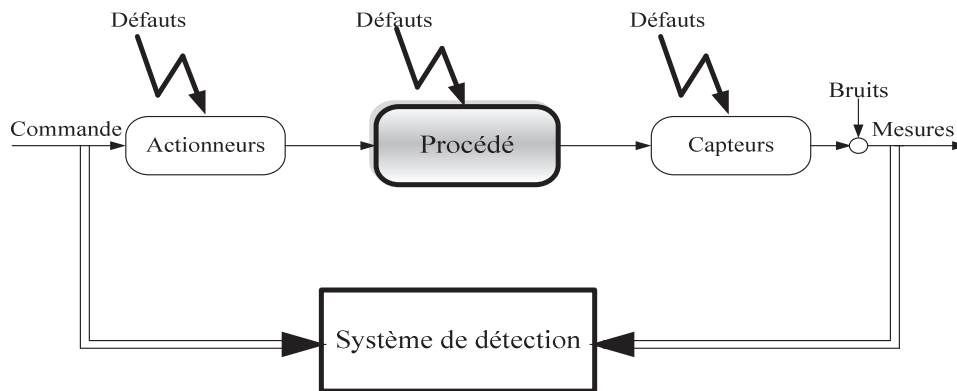 Défauts
Défauts
Défauts
Bruits
Commande
Mesures
Actionneurs
Procédé
Capteurs
Système de détection